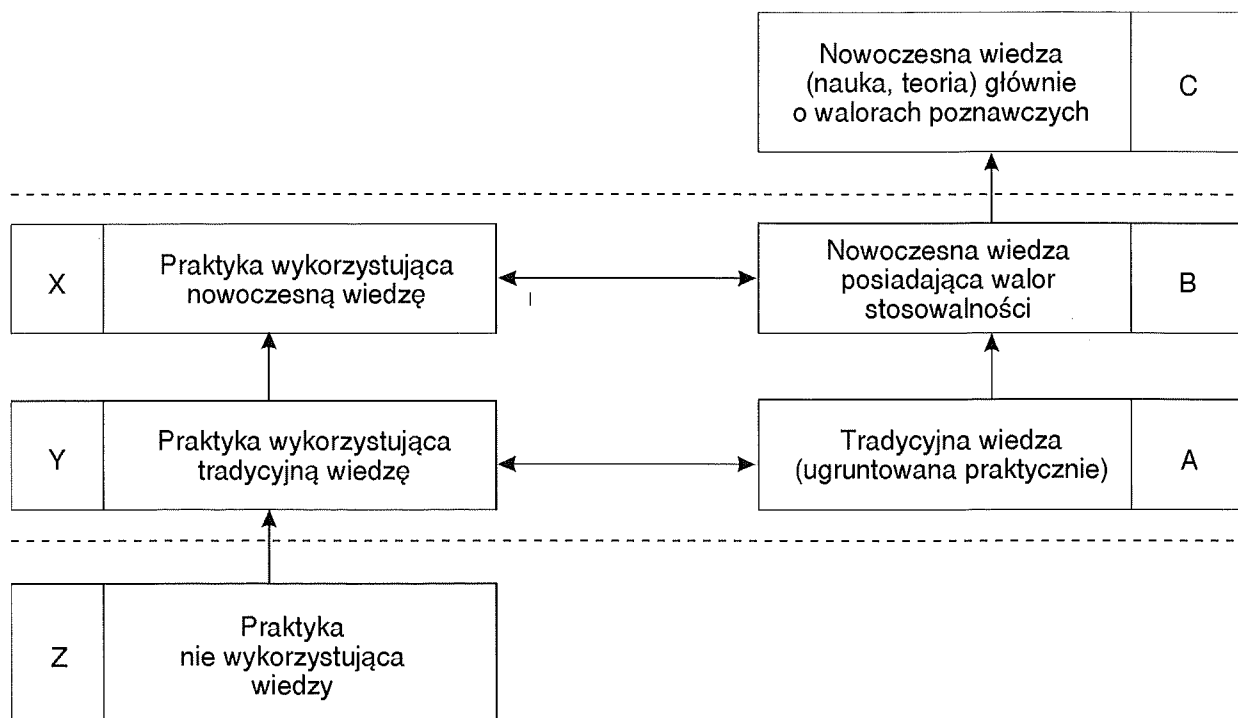 Nowoczesna wiedza
(nauka, teoria) głównie
o walorach poznawczych
C
X
Praktyka wykorzystująca
nowoczesną wiedzę
Nowoczesna wiedza
posiadająca walor
stosowalności
B
Y
Praktyka wykorzystująca
tradycyjną wiedzę
Tradycyjna wiedza
(ugruntowana praktycznie)
A
Z
Praktyka
nie wykorzystująca
wiedzy